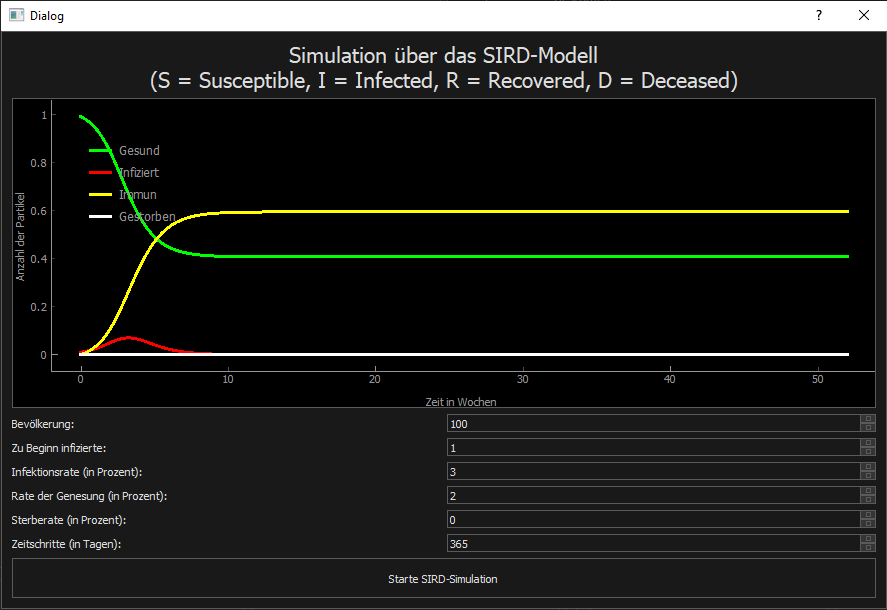 Dialog
?
Simulation über das SIRD-Modell
(S = Susceptible, I = Infected, R = Recovered, D = Deceased)
1
0.8
0.6
0.4
0.2
0
Anzahl der Partikel
Gesund
Infiziert
Immun
Gestorben
0 10 20 30 40 50
Zeit in Wochen
Bevölkerung: 100
Zu Beginn infizierte: 1
Infektionsrate (in Prozent): 3
Rate der Genesung (in Prozent): 2
Sterberate (in Prozent): 0
Zeitschritte (in Tagen): 365
Starte SIRD-Simulation